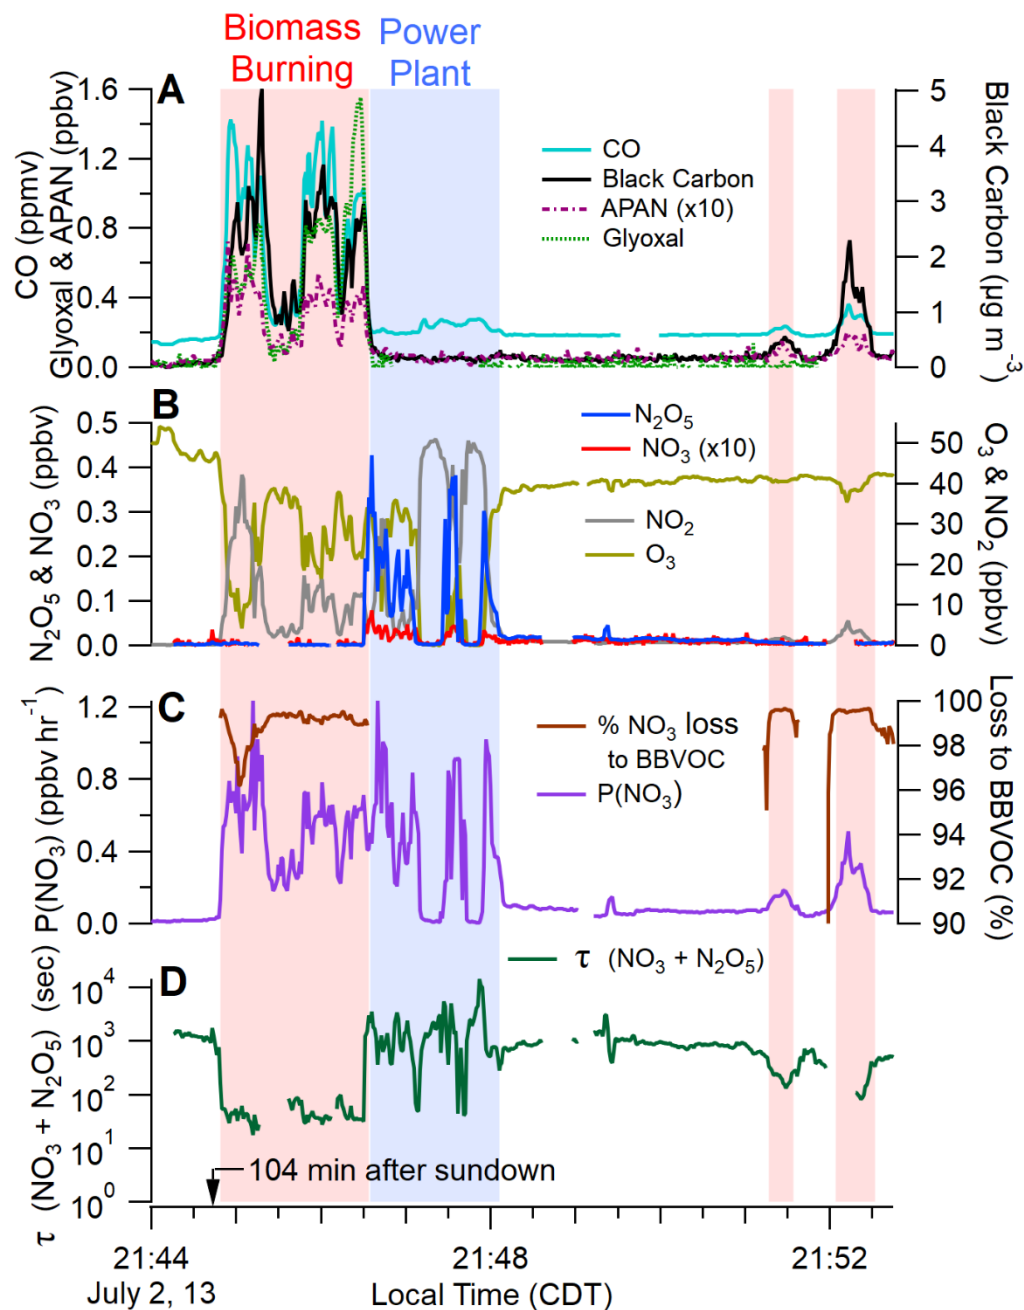 Biomass
Burning
Power
Plant
A
CO (ppmv)
Glyoxal & APAN (ppbv)
1.6
1.2
0.8
0.4
0.0
CO
Black Carbon
APAN (x10)
Glyoxal
5
4
3
2
1
0
Black Carbon (µg m⁻³)
B
N₂O₅ & NO₃ (ppbv)
0.5
0.4
0.3
0.2
0.1
0.0
N₂O₅
NO₃ (x10)
NO₂
O₃
50
40
30
20
10
0
O₃ & NO₂ (ppbv)
C
P(NO₃) (ppbv hr⁻¹)
1.2
0.8
0.4
0.0
% NO₃ loss
to BBVOC
P(NO₃)
100
98
96
94
92
90
Loss to BBVOC (%)
D
τ (NO₃ + N₂O₅) (sec)
10⁴
10³
10²
10¹
10⁰
τ (NO₃ + N₂O₅)
104 min after sundown
21:44
21:48
21:52
July 2, 13
Local Time (CDT)